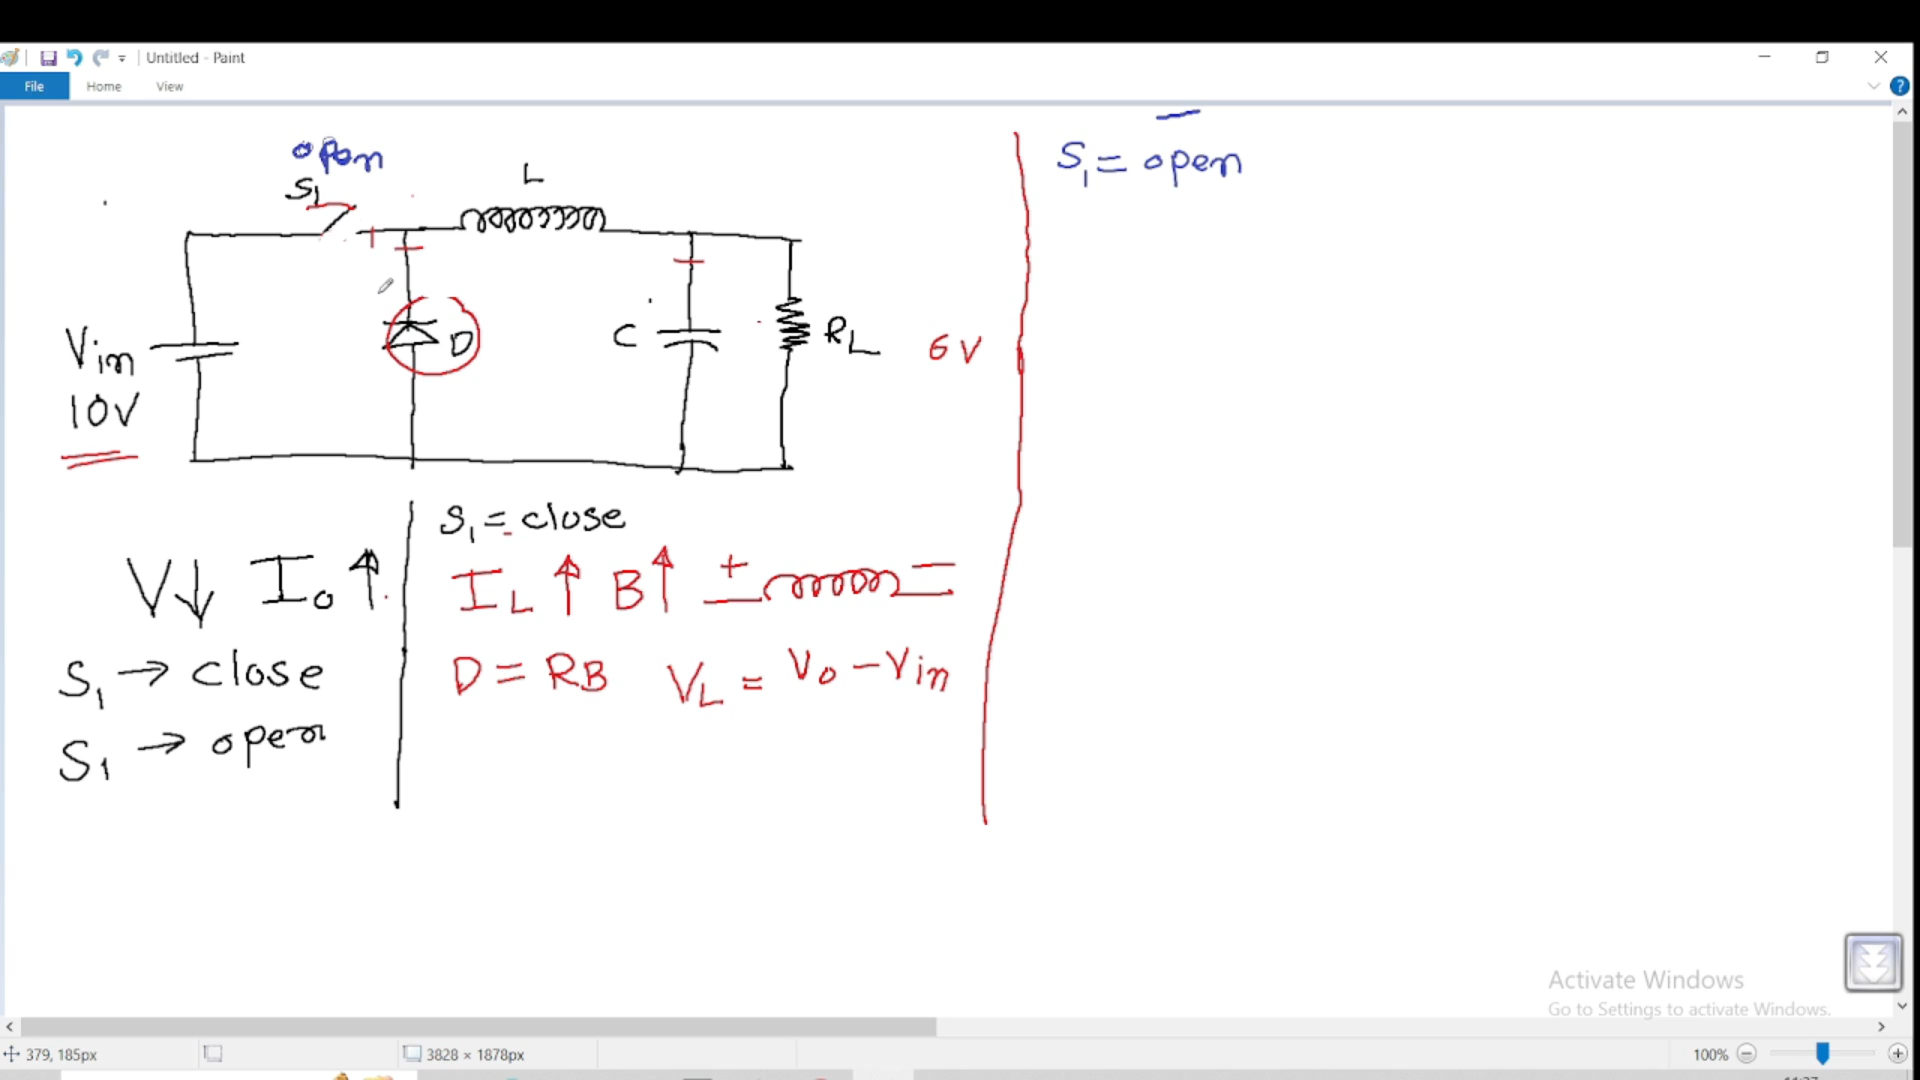 Untitled - Paint
File Home View
open
S1
L
S1 = open
Vin
10V
D
C
RL
6V
S1 = close
V↓ Io ↑
IL ↑ B ↑ + −
D = RB VL = Vo − Vin
S1 → close
S1 → open
Activate Windows
Go to Settings to activate Windows.
379, 185px
3828 × 1878px
100%